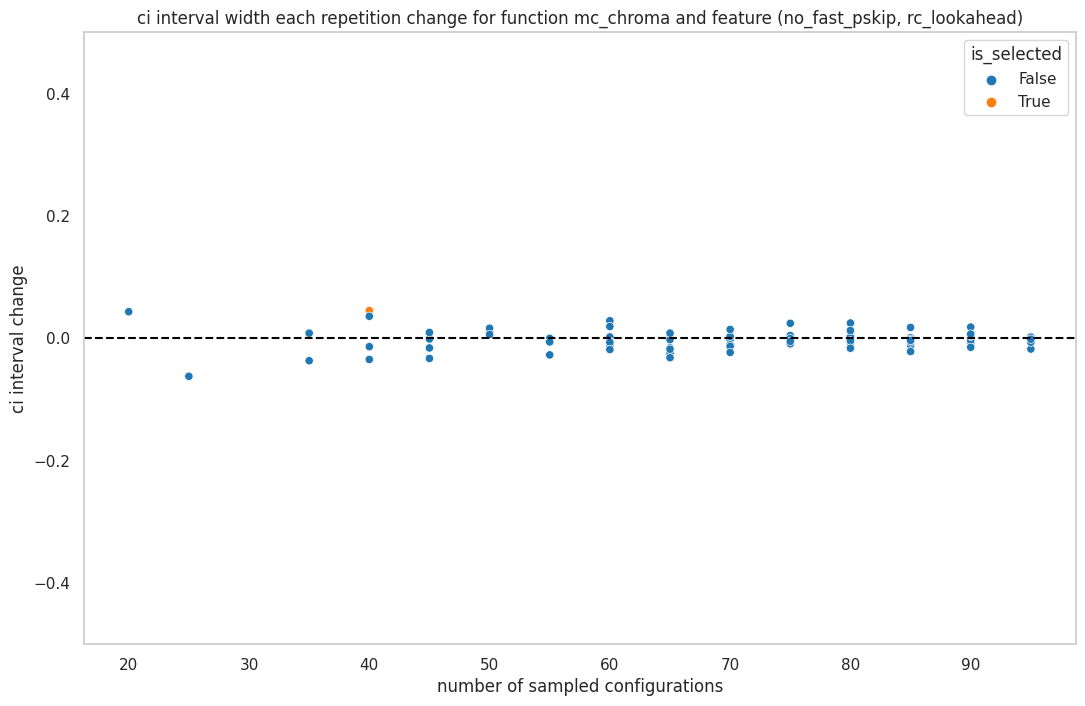 ci interval width each repetition change for function mc_chroma and feature (no_fast_pskip, rc_lookahead)
is_selected
False
True
ci interval change
0.4
0.2
0.0
−0.2
−0.4
20 30 40 50 60 70 80 90
number of sampled configurations